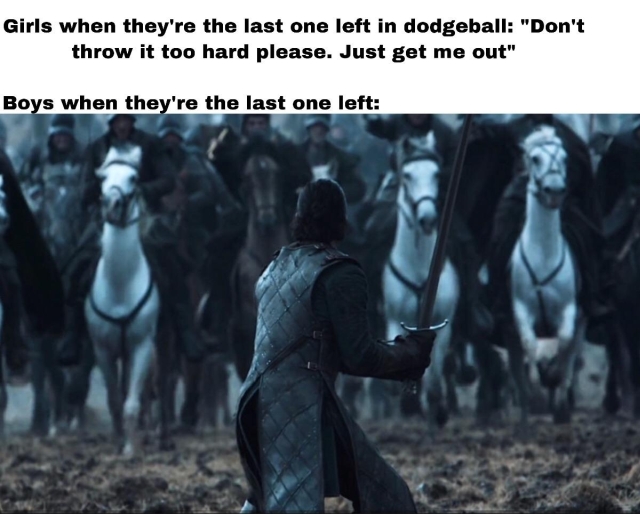 Girls when they're the last one left in dodgeball: "Don't
throw it too hard please. Just get me out"
Boys when they're the last one left: